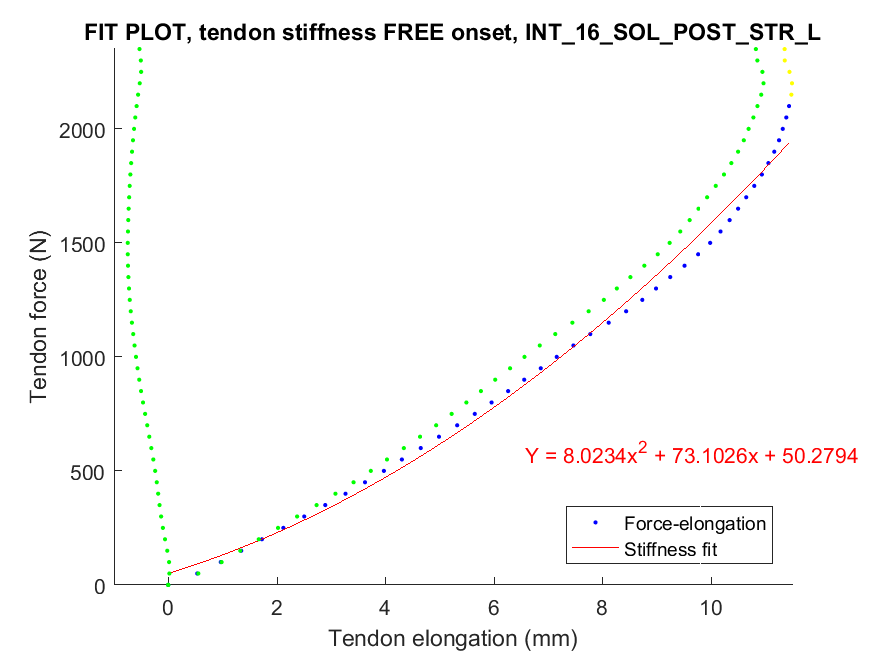 FIT PLOT, tendon stiffness FREE onset, INT_16_SOL_POST_STR_L
2000
1500
1000
500
0
Tendon force (N)
Y = 8.0234x² + 73.1026x + 50.2794
Force-elongation
Stiffness fit
0 2 4 6 8 10
Tendon elongation (mm)